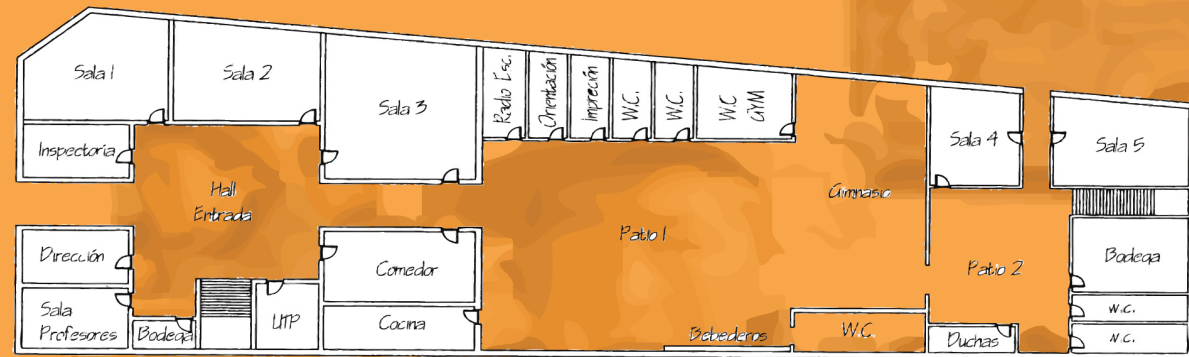 Sala 1
Sala 2
Sala 3
Radio Esc.
Orientación
Impreción
W.C.
W.C.
W.C
GYM
Sala 4
Sala 5
Inspectoria
Hall
Entrada
Gimnasio
Patio 1
Dirección
Comedor
Patio 2
Bodega
Sala
Profesores
Bodega
UTP
Cocina
Bebederos
W.C.
Duchas
W.C.
W.C.